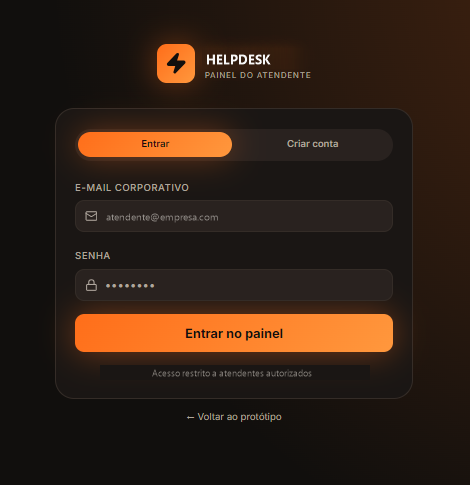 HELPDESK
PAINEL DO ATENDENTE
Entrar
Criar conta
E-MAIL CORPORATIVO
atendente@empresa.com
SENHA
••••••••
Entrar no painel
Acesso restrito a atendentes autorizados
← Voltar ao protótipo